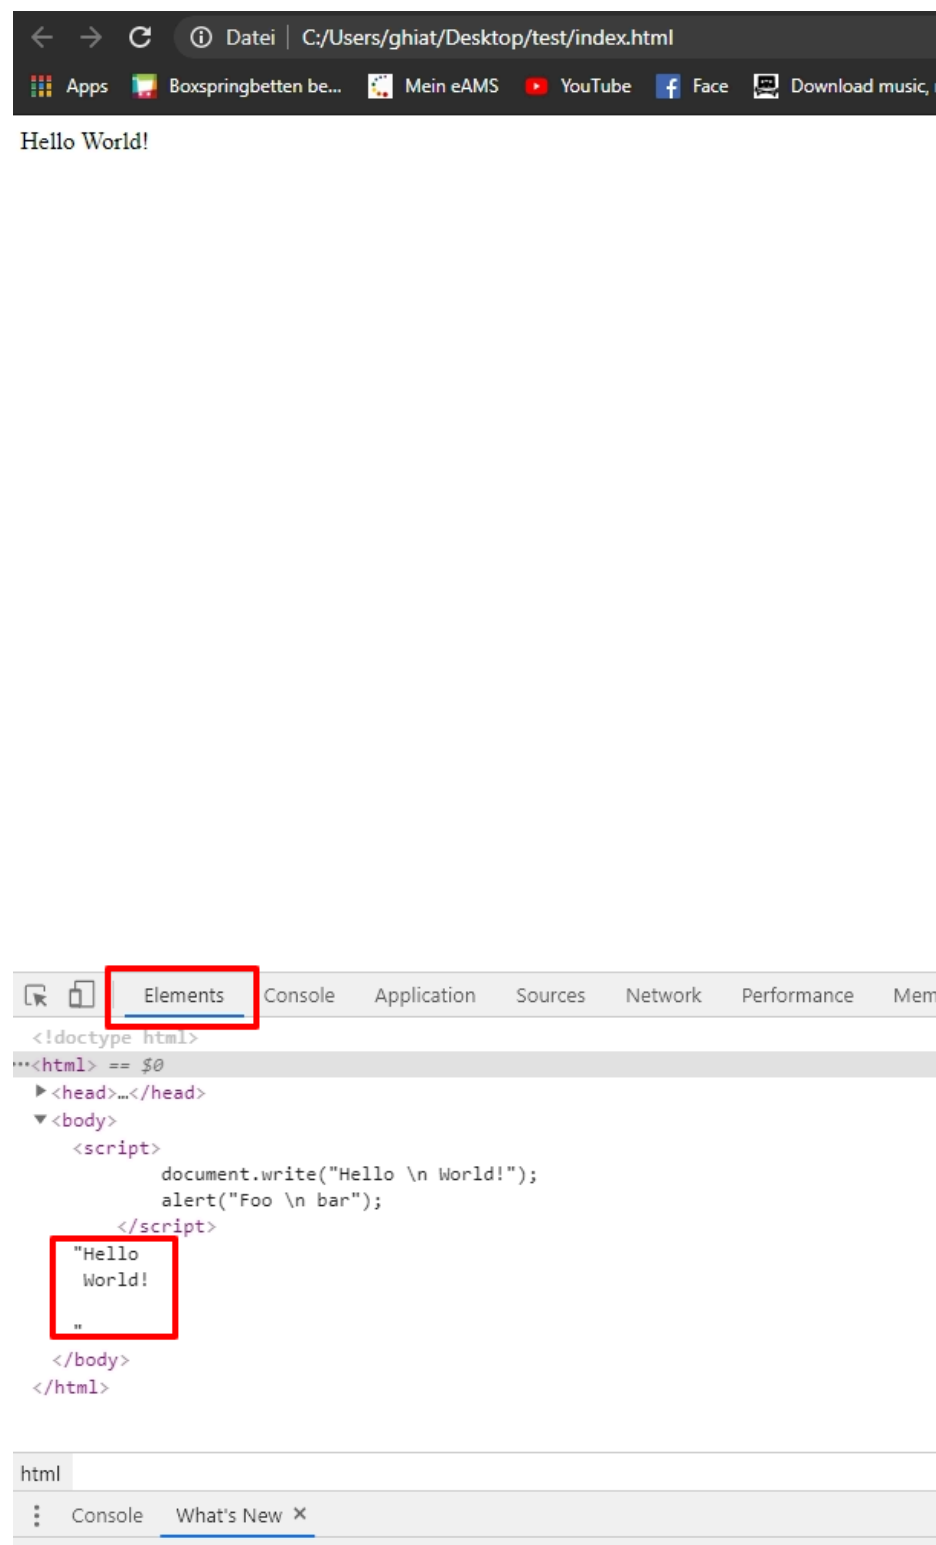 Datei | C:/Users/ghiat/Desktop/test/index.html
Apps Boxspringbetten be... Mein eAMS YouTube Face Download music,
Hello World!
Elements Console Application Sources Network Performance Mem
<!doctype html>
...<html> == $0
<head>…</head>
<body>
<script>
document.write("Hello \n World!");
alert("Foo \n bar");
</script>
"Hello
World!
"
</body>
</html>
html
Console What's New ×